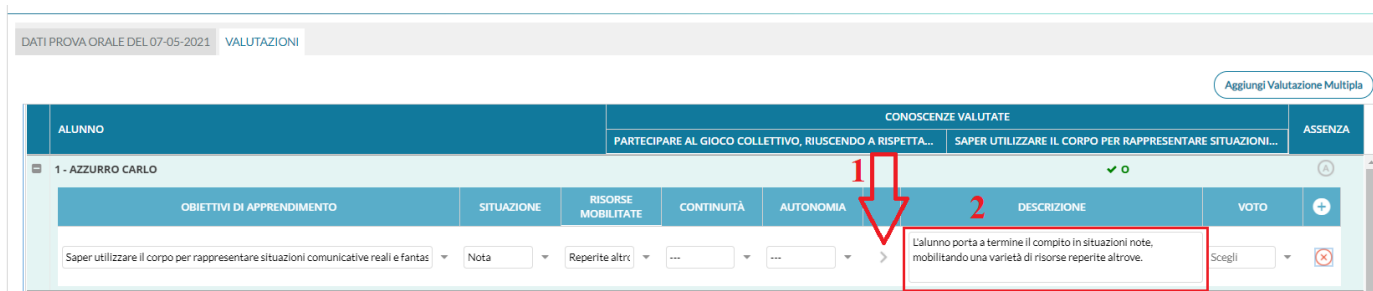 DATI PROVA ORALE DEL 07-05-2021 VALUTAZIONI
Aggiungi Valutazione Multipla
ALUNNO
CONOSCENZE VALUTATE
ASSENZA
PARTECIPARE AL GIOCO COLLETTIVO, RIUSCENDO A RISPETTA...
SAPER UTILIZZARE IL CORPO PER RAPPRESENTARE SITUAZIONI...
1 - AZZURRO CARLO
1
O
A
OBIETTIVI DI APPRENDIMENTO
SITUAZIONE
RISORSE
MOBILITATE
CONTINUITÀ
AUTONOMIA
2
DESCRIZIONE
VOTO
Saper utilizzare il corpo per rappresentare situazioni comunicative reali e fantas
Nota
Reperite altro
---
---
L'alunno porta a termine il compito in situazioni note,
mobilitando una varietà di risorse reperite altrove.
Scegli